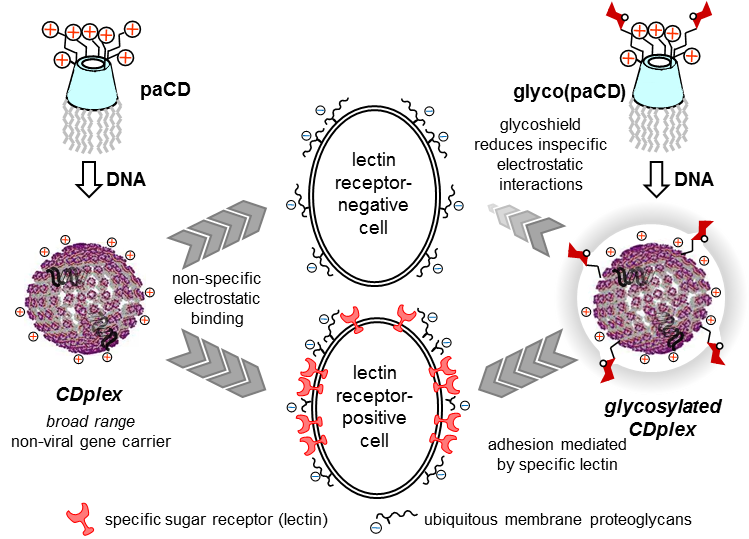 paCD
glyco(paCD)
DNA
DNA
glycoshield
reduces inspecific
electrostatic
interactions
lectin
receptor-
negative
cell
non-specific
electrostatic
binding
CDplex
broad range
non-viral gene carrier
lectin
receptor-
positive
cell
glycosylated
CDplex
adhesion mediated
by specific lectin
specific sugar receptor (lectin)
ubiquitous membrane proteoglycans